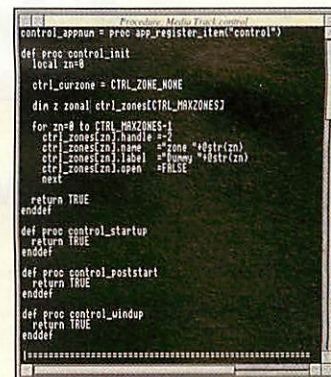 Procedure: Media Track.control
control_appnum = proc app_register_item("control")
def proc control_init
local zn=0
ctrl_curzone = CTRL_ZONE_NONE
dim z zonal ctrl_zones[CTRL_MAXZONES]
for zn=0 to CTRL_MAXZONES-1
ctrl_zones[zn].handle =-2
ctrl_zones[zn].name ="zone "+@str(zn)
ctrl_zones[zn].label ="Dummy "+@str(zn)
ctrl_zones[zn].open =FALSE
next
return TRUE
enddef
def proc control_startup
return TRUE
enddef
def proc control_poststart
return TRUE
enddef
def proc control_windup
return TRUE
enddef